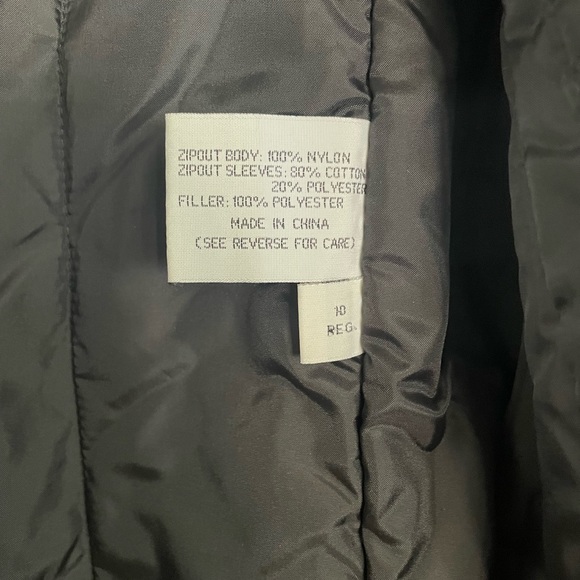 ZIPOUT BODY: 100% NYLON
ZIPOUT SLEEVES: 80% COTTON
20% POLYESTER
FILLER: 100% POLYESTER
MADE IN CHINA
(SEE REVERSE FOR CARE)
10
REG.